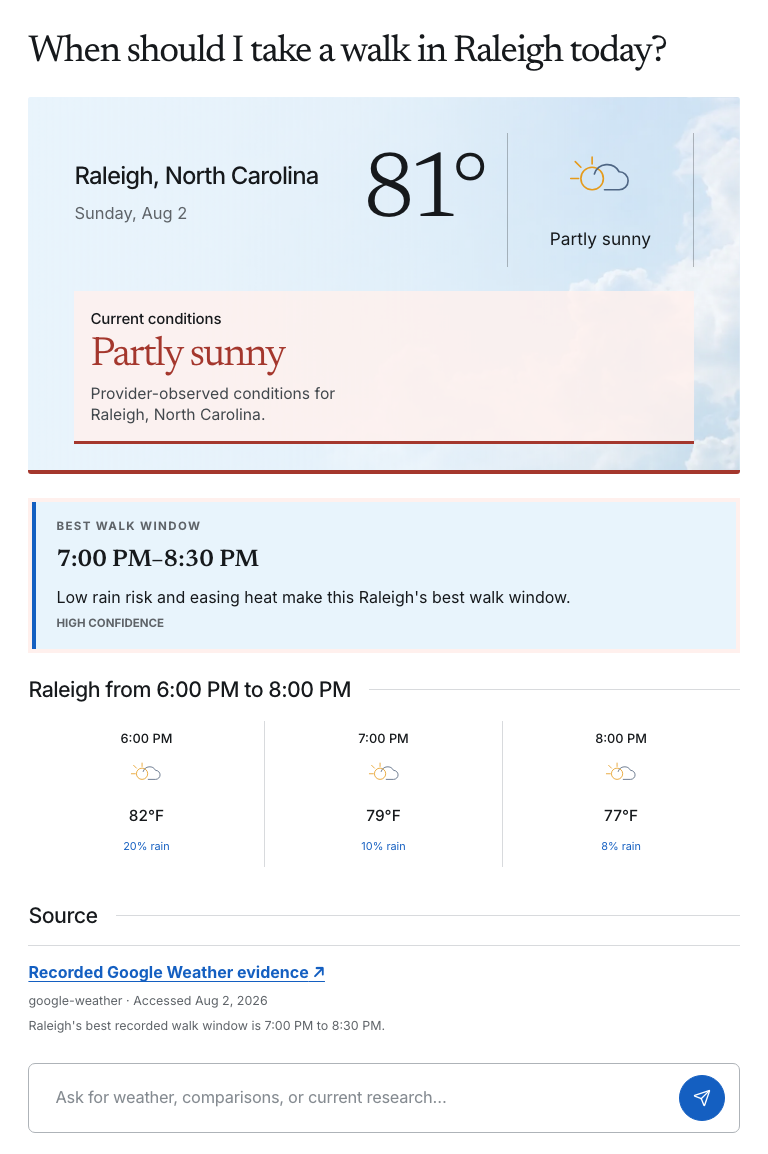 When should I take a walk in Raleigh today?
Raleigh, North Carolina
Sunday, Aug 2
81°
Partly sunny
Current conditions
Partly sunny
Provider-observed conditions for
Raleigh, North Carolina.
BEST WALK WINDOW
7:00 PM–8:30 PM
Low rain risk and easing heat make this Raleigh's best walk window.
HIGH CONFIDENCE
Raleigh from 6:00 PM to 8:00 PM
6:00 PM
82°F
20% rain
7:00 PM
79°F
10% rain
8:00 PM
77°F
8% rain
Source
Recorded Google Weather evidence ↗
google-weather · Accessed Aug 2, 2026
Raleigh's best recorded walk window is 7:00 PM to 8:30 PM.
Ask for weather, comparisons, or current research...